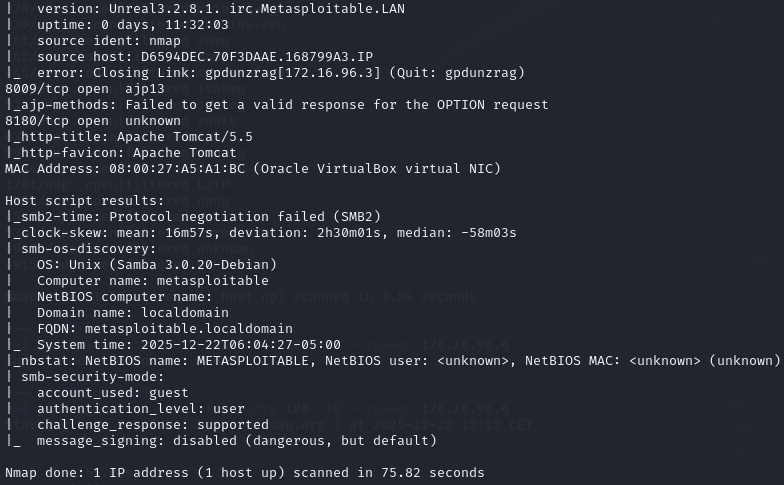 |   version: Unreal3.2.8.1. irc.Metasploitable.LAN
|   uptime: 0 days, 11:32:03
|   source ident: nmap
|   source host: D6594DEC.70F3DAAE.168799A3.IP
|_  error: Closing Link: gpdunzrag[172.16.96.3] (Quit: gpdunzrag)
8009/tcp open  ajp13
|_ajp-methods: Failed to get a valid response for the OPTION request
8180/tcp open  unknown
|_http-title: Apache Tomcat/5.5
|_http-favicon: Apache Tomcat
MAC Address: 08:00:27:A5:A1:BC (Oracle VirtualBox virtual NIC)
Host script results:
|_smb2-time: Protocol negotiation failed (SMB2)
|_clock-skew: mean: 16m57s, deviation: 2h30m01s, median: -58m03s
| smb-os-discovery:
|   OS: Unix (Samba 3.0.20-Debian)
|   Computer name: metasploitable
|   NetBIOS computer name:
|   Domain name: localdomain
|   FQDN: metasploitable.localdomain
|_  System time: 2025-12-22T06:04:27-05:00
|_nbstat: NetBIOS name: METASPLOITABLE, NetBIOS user: <unknown>, NetBIOS MAC: <unknown> (unknown)
| smb-security-mode:
|   account_used: guest
|   authentication_level: user
|   challenge_response: supported
|_  message_signing: disabled (dangerous, but default)
Nmap done: 1 IP address (1 host up) scanned in 75.82 seconds